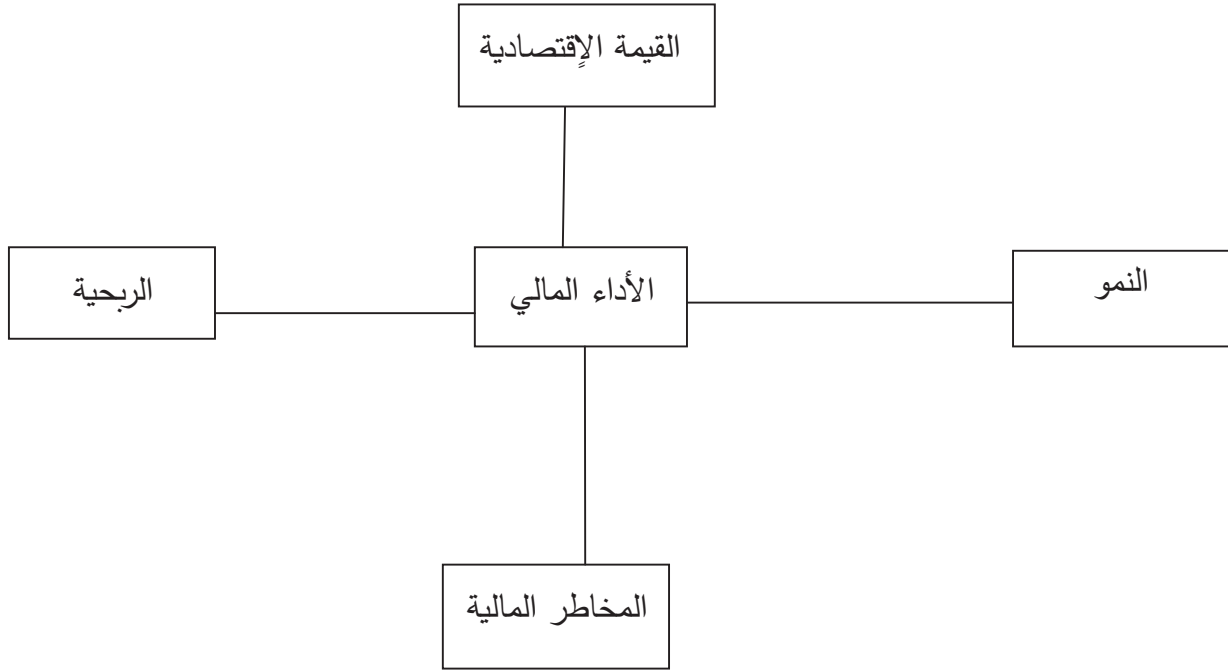 القيمة الإقتصادية
النمو
الأداء المالي
الربحية
المخاطر المالية